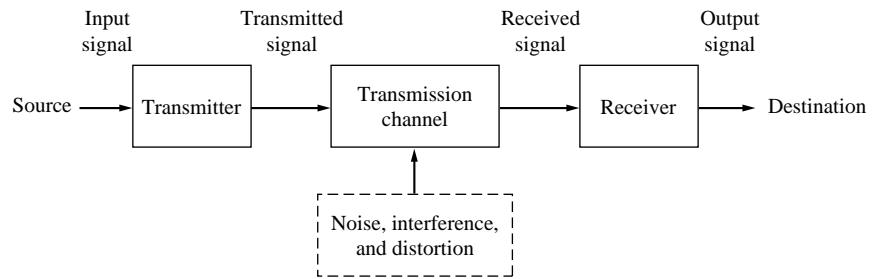 Input
signal
Transmitted
signal
Received
signal
Output
signal
Source
Transmitter
Transmission
channel
Receiver
Destination
Noise, interference,
and distortion